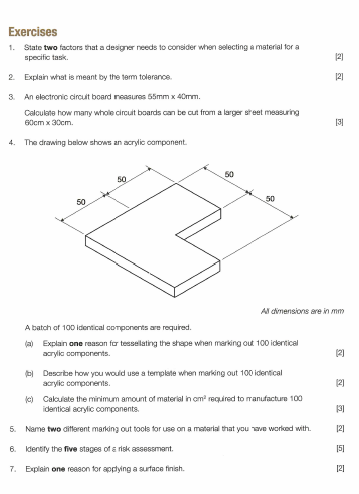 Exercises
1. State two factors that a designer needs to consider when selecting a material for a
specific task. [2]
2. Explain what is meant by the term tolerance. [2]
3. An electronic circuit board measures 55mm x 40mm.
Calculate how many whole circuit boards can be cut from a larger sheet measuring
60cm x 30cm. [3]
4. The drawing below shows an acrylic component.
50 50
50 50
All dimensions are in mm
A batch of 100 identical components are required.
(a) Explain one reason for tessellating the shape when marking out 100 identical
acrylic components. [2]
(b) Describe how you would use a template when marking out 100 identical
acrylic components. [2]
(c) Calculate the minimum amount of material in cm² required to manufacture 100
identical acrylic components. [3]
5. Name two different marking out tools for use on a material that you have worked with. [2]
6. Identify the five stages of a risk assessment. [5]
7. Explain one reason for applying a surface finish. [2]